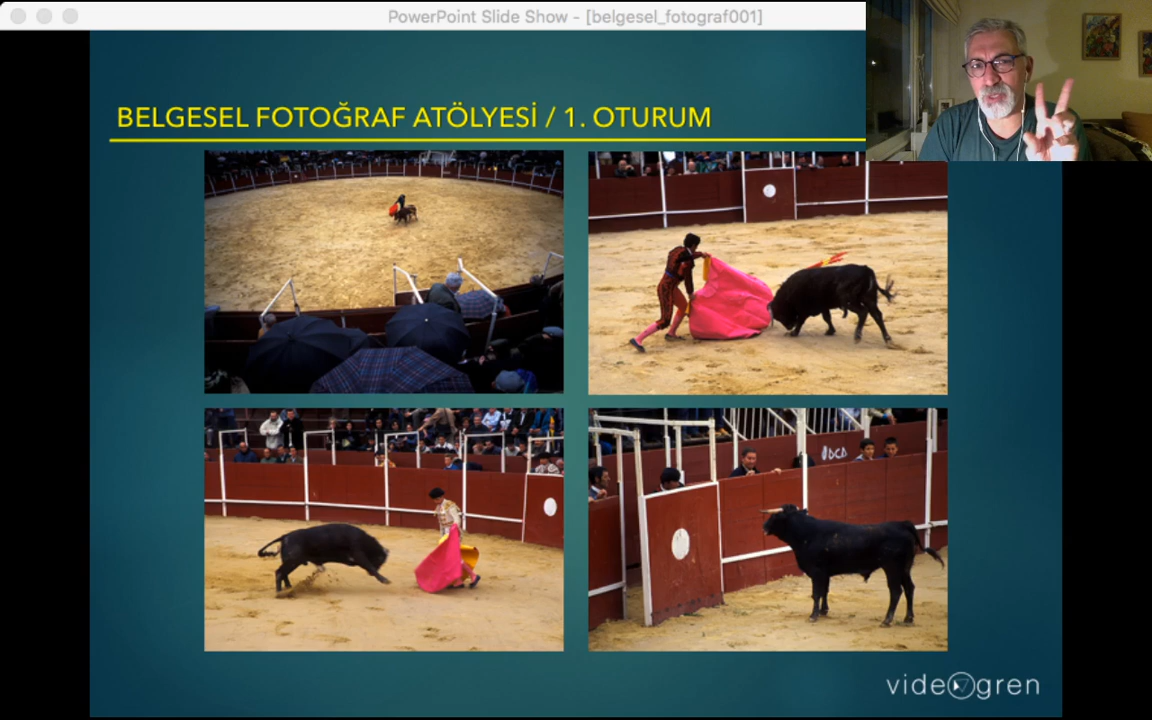 PowerPoint Slide Show - [belgesel_fotograf001]
BELGESEL FOTOĞRAF ATÖLYESİ / 1. OTURUM
videogren